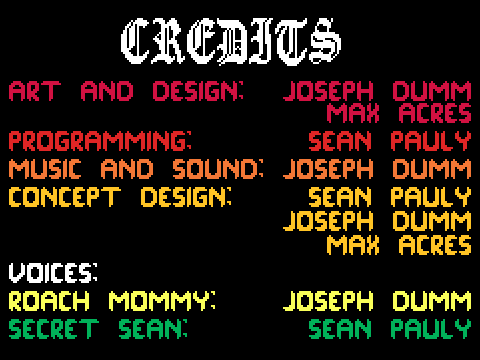 CREDITS
ART AND DESIGN: JOSEPH DUMM
MAX ACRES
PROGRAMMING: SEAN PAULY
MUSIC AND SOUND: JOSEPH DUMM
CONCEPT DESIGN: SEAN PAULY
JOSEPH DUMM
MAX ACRES
VOICES:
ROACH MOMMY: JOSEPH DUMM
SECRET SEAN: SEAN PAULY